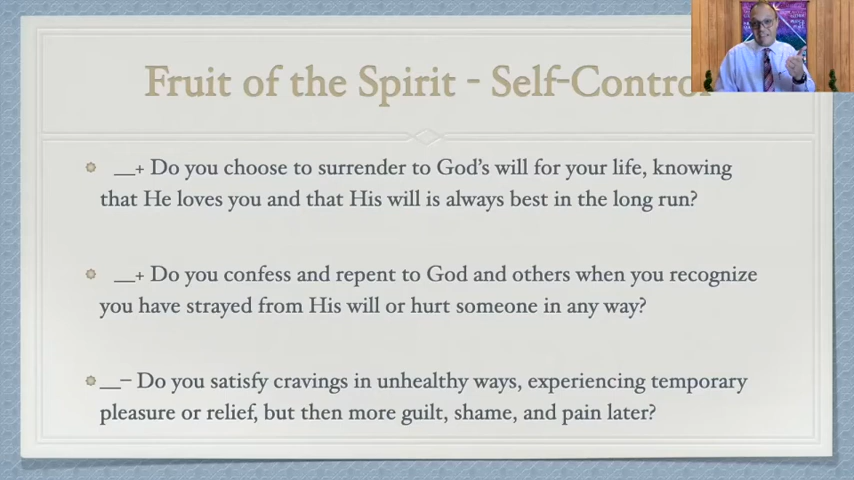 Fruit of the Spirit - Self-Control
__+ Do you choose to surrender to God's will for your life, knowing
that He loves you and that His will is always best in the long run?
__+ Do you confess and repent to God and others when you recognize
you have strayed from His will or hurt someone in any way?
__– Do you satisfy cravings in unhealthy ways, experiencing temporary
pleasure or relief, but then more guilt, shame, and pain later?